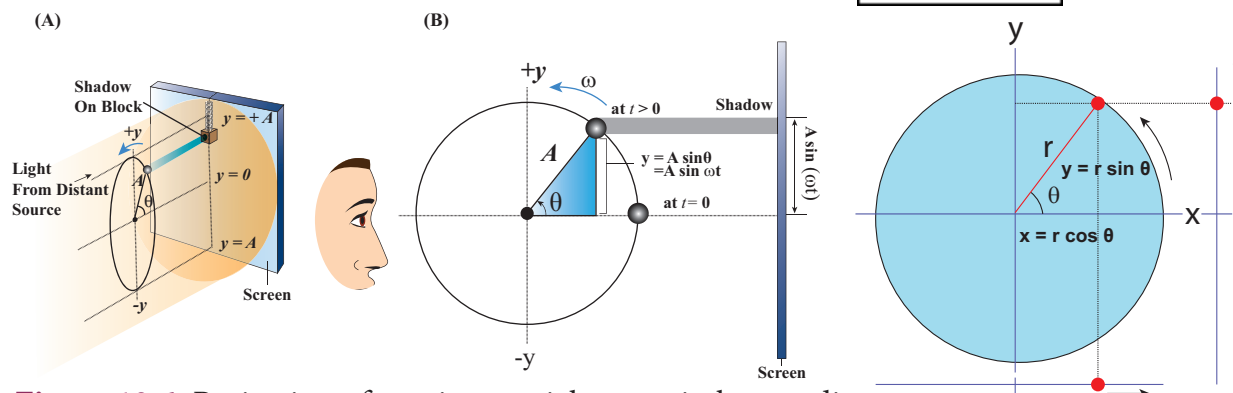 (A)
Shadow
On Block
+y
y = + A
Light
From Distant
Source
A
θ
y = 0
y = A
-y
Screen
(B)
+y
ω
at t > 0
Shadow
A
y = A sinθ
=A sin ωt
A sin (ωt)
θ
at t = 0
-y
Screen
y
r
y = r sin θ
θ
x
x = r cos θ